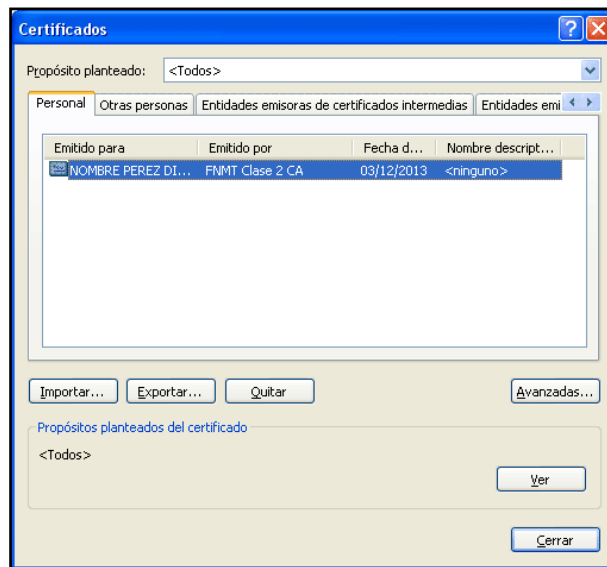 Certificados
Propósito planteado: <Todos>
Personal Otras personas Entidades emisoras de certificados intermedias Entidades emi
Emitido para Emitido por Fecha d... Nombre descript...
NOMBRE PEREZ DI... FNMT Clase 2 CA 03/12/2013 <ninguno>
Importar... Exportar... Quitar Avanzadas...
Propósitos planteados del certificado
<Todos>
Ver
Cerrar